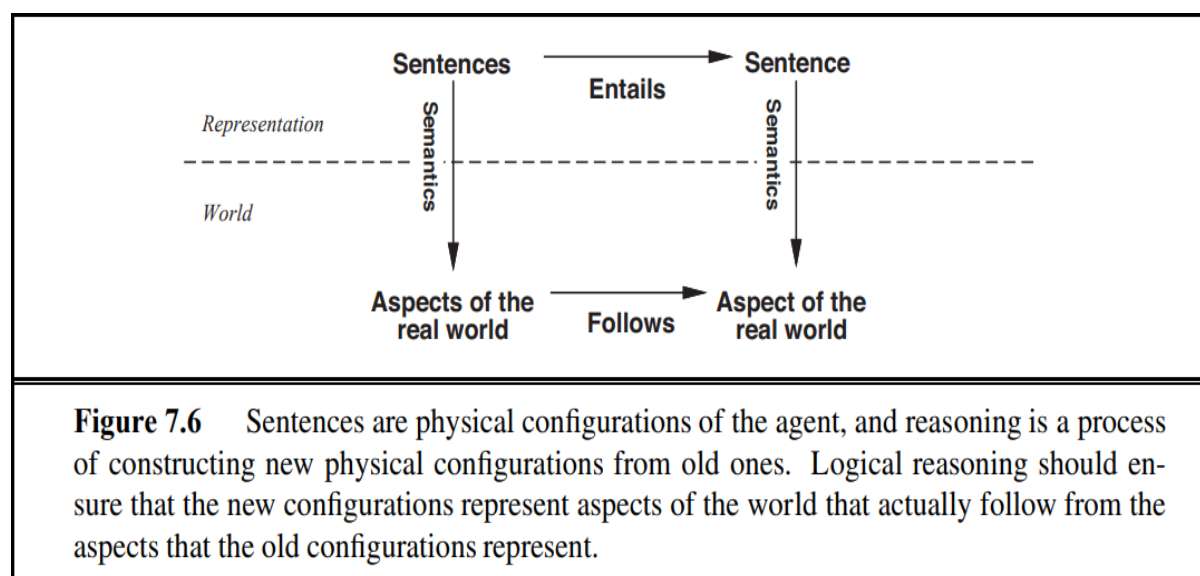 Sentences
Entails
Sentence
Representation
Semantics
Semantics
World
Aspects of the
real world
Follows
Aspect of the
real world
Figure 7.6 Sentences are physical configurations of the agent, and reasoning is a process
of constructing new physical configurations from old ones. Logical reasoning should en-
sure that the new configurations represent aspects of the world that actually follow from the
aspects that the old configurations represent.